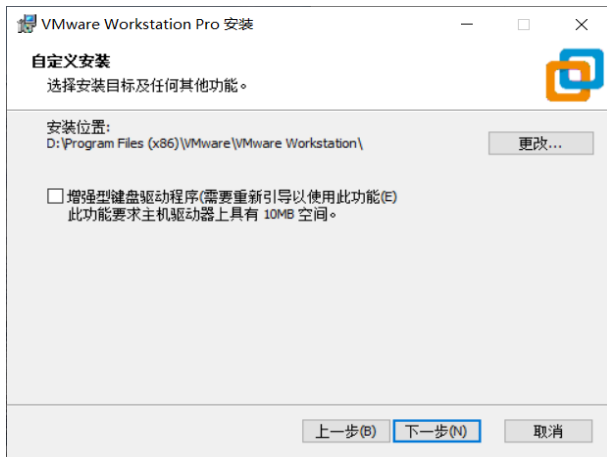 VMware Workstation Pro 安装
自定义安装
选择安装目标及任何其他功能。
安装位置:
D:\Program Files (x86)\VMware\VMware Workstation\
更改...
增强型键盘驱动程序(需要重新引导以使用此功能(E)
此功能要求主机驱动器上具有 10MB 空间。
上一步(B) 下一步(N) 取消